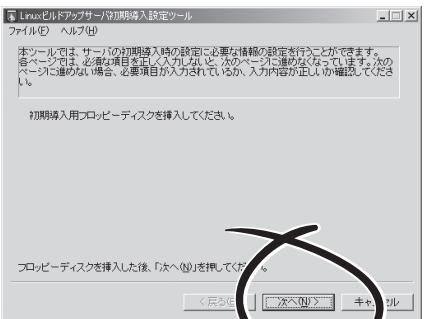 Linuxビルドアップサーバ初期導入設定ツール
ファイル(F) ヘルプ(H)
本ツールでは、サーバの初期導入時の設定に必要な情報の設定を行うことができます。
各ページでは、必須な項目を正しく入力しないと、次のページに進めなくなっています。次の
ページに進めない場合、必要項目が入力されているか、入力内容が正しいか確認してくださ
い。
初期導入用フロッピーディスクを挿入してください。
フロッピーディスクを挿入した後、「次へ(N)」を押してくだ
< 戻る(B) 次へ(N) > キャンセル